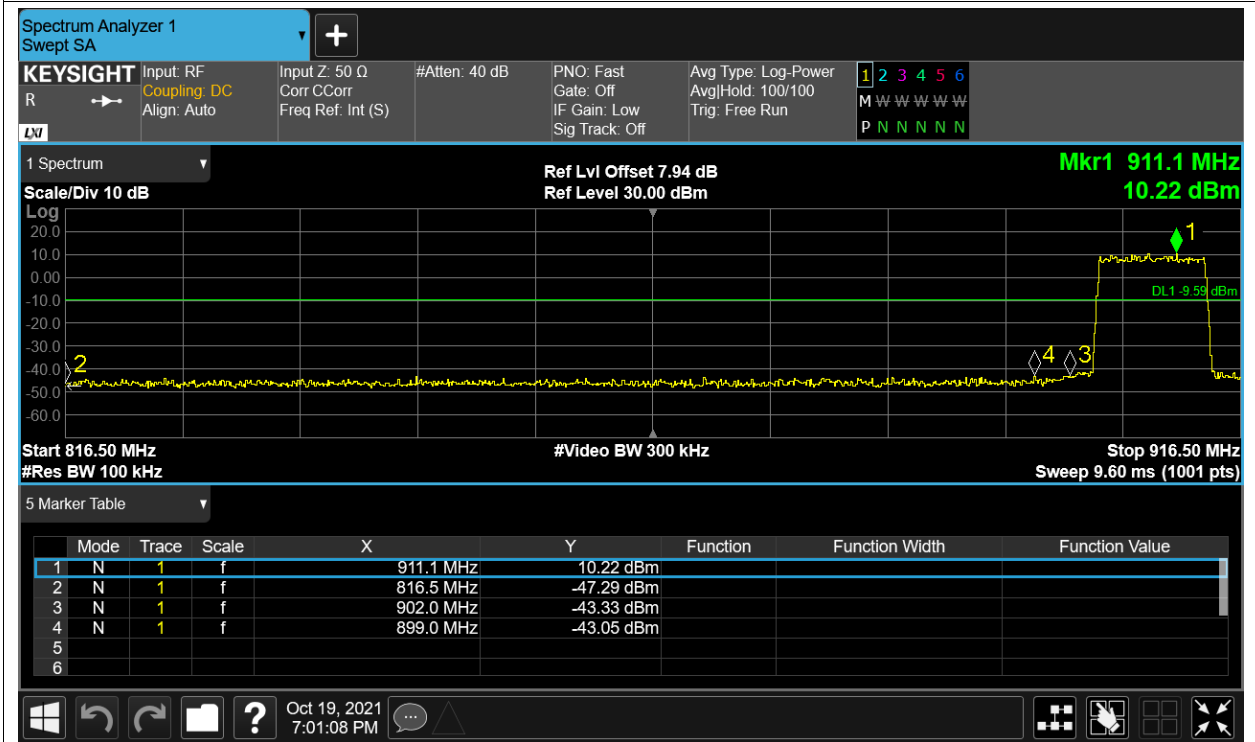 Spectrum Analyzer 1
Swept SA
+
KEYSIGHT Input: RF Input Z: 50 Ω #Atten: 40 dB PNO: Fast Avg Type: Log-Power 1 2 3 4 5 6
R Coupling: DC Corr CCorr Gate: Off Avg|Hold: 100/100 M W W W W W
Align: Auto Freq Ref: Int (S) IF Gain: Low Trig: Free Run
LXI Sig Track: Off P N N N N N N
1 Spectrum Ref Lvl Offset 7.94 dB Mkr1 911.1 MHz
Scale/Div 10 dB Ref Level 30.00 dBm 10.22 dBm
Log
20.0 1
10.0
0.00
-10.0 DL1 -9.59 dBm
-20.0
-30.0
-40.0 2 4 3
-50.0
-60.0
Start 816.50 MHz #Video BW 300 kHz Stop 916.50 MHz
#Res BW 100 kHz Sweep 9.60 ms (1001 pts)
5 Marker Table
Mode Trace Scale X Y Function Function Width Function Value
1 N 1 f 911.1 MHz 10.22 dBm
2 N 1 f 816.5 MHz -47.29 dBm
3 N 1 f 902.0 MHz -43.33 dBm
4 N 1 f 899.0 MHz -43.05 dBm
5
6
? Oct 19, 2021
7:01:08 PM